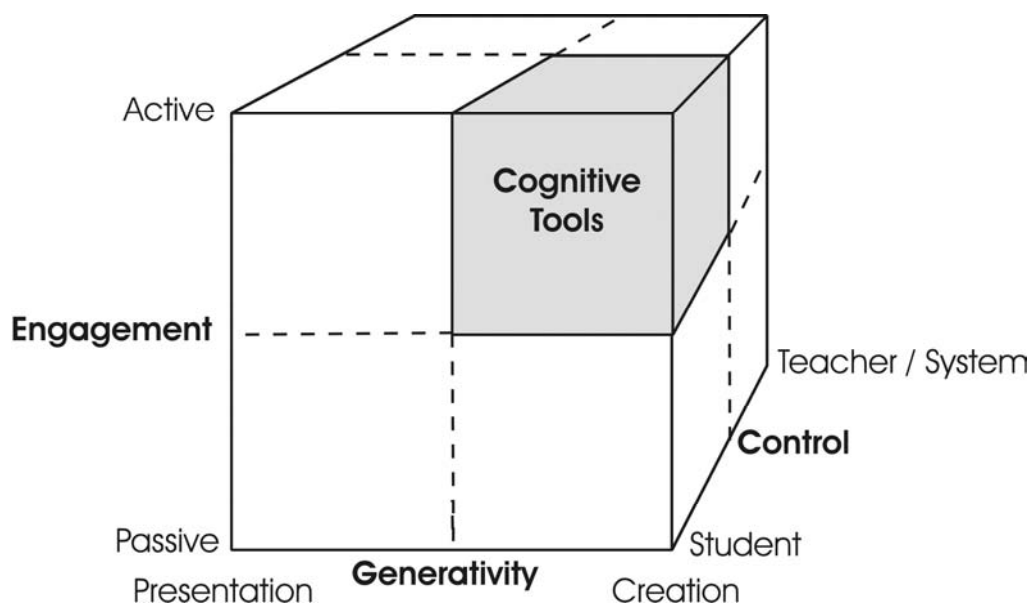 Active
Cognitive
Tools
Engagement
Teacher / System
Control
Passive
Student
Presentation
Generativity
Creation